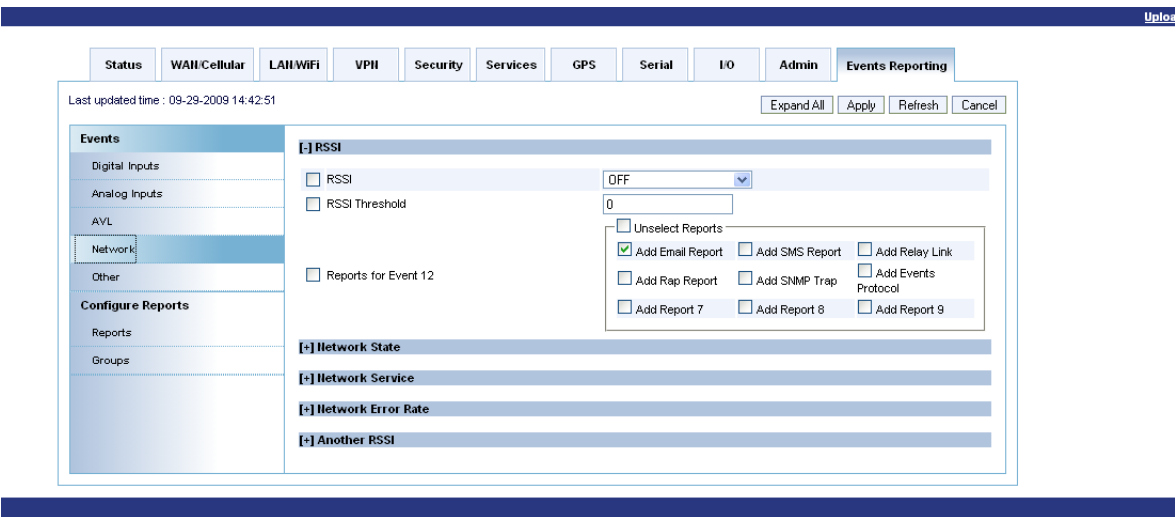 Uploa
Status WAN/Cellular LAN/WiFi VPN Security Services GPS Serial I/O Admin Events Reporting
Last updated time : 09-29-2009 14:42:51
Expand All Apply Refresh Cancel
Events
Digital Inputs
Analog Inputs
AVL
Network
Other
Configure Reports
Reports
Groups
[-] RSSI
RSSI OFF
RSSI Threshold 0
Unselect Reports
Reports for Event 12
Add Email Report Add SMS Report Add Relay Link
Add Rap Report Add SNMP Trap Add Events Protocol
Add Report 7 Add Report 8 Add Report 9
[+] Network State
[+] Network Service
[+] Network Error Rate
[+] Another RSSI